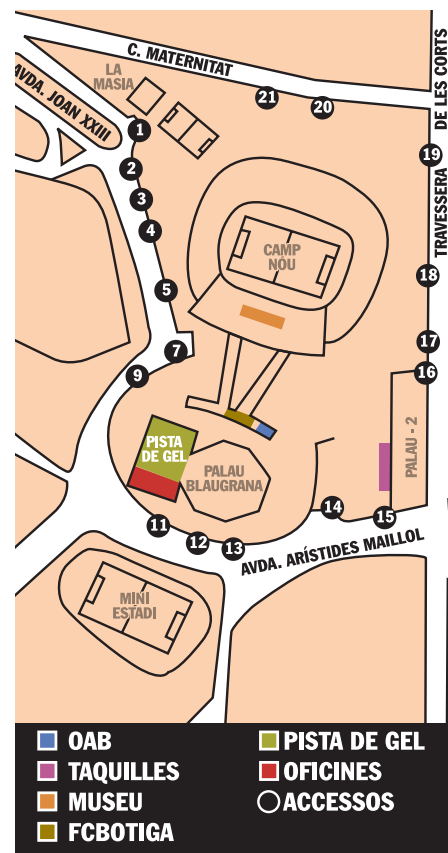 C. MATERNITAT
DE LES CORTS
LA
MASIA
AVDA. JOAN XXIII
21
20
1
19
2
3
TRAVESSERA
4
CAMP
NÓU
18
5
17
7
16
9
PISTA
DE GEL
PALAU - 2
PALAU
BLAUGRANA
14
15
11
12
13
AVDA. ARÍSTIDES MAILLOL
MINI
ESTADI
OAB
TAQUILLES
MUSEU
FCBOTIGA
PISTA DE GEL
OFICINES
ACCESSOS